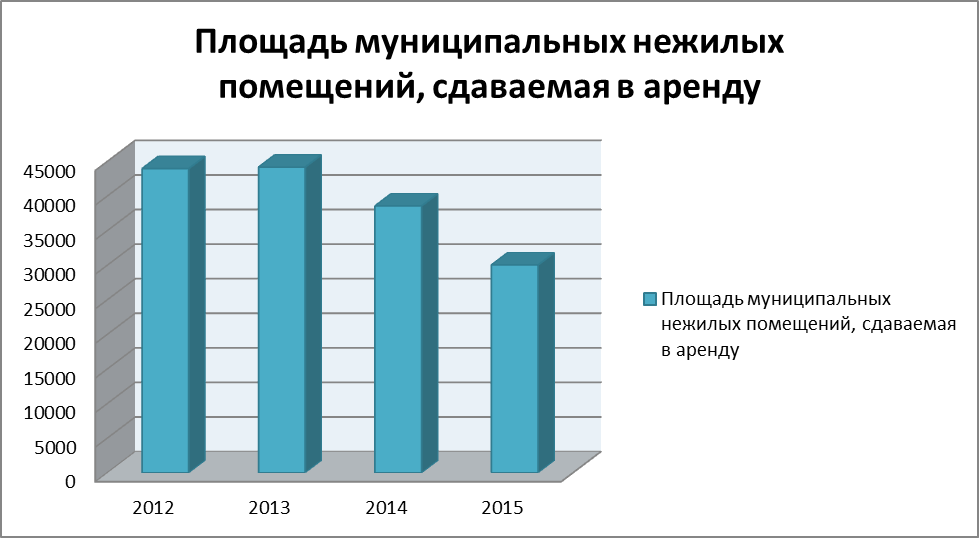 Площадь муниципальных нежилых
помещений, сдаваемая в аренду
45000
40000
35000
30000
25000
20000
15000
10000
5000
0
2012
2013
2014
2015
Площадь муниципальных
нежилых помещений, сдаваемая
в аренду